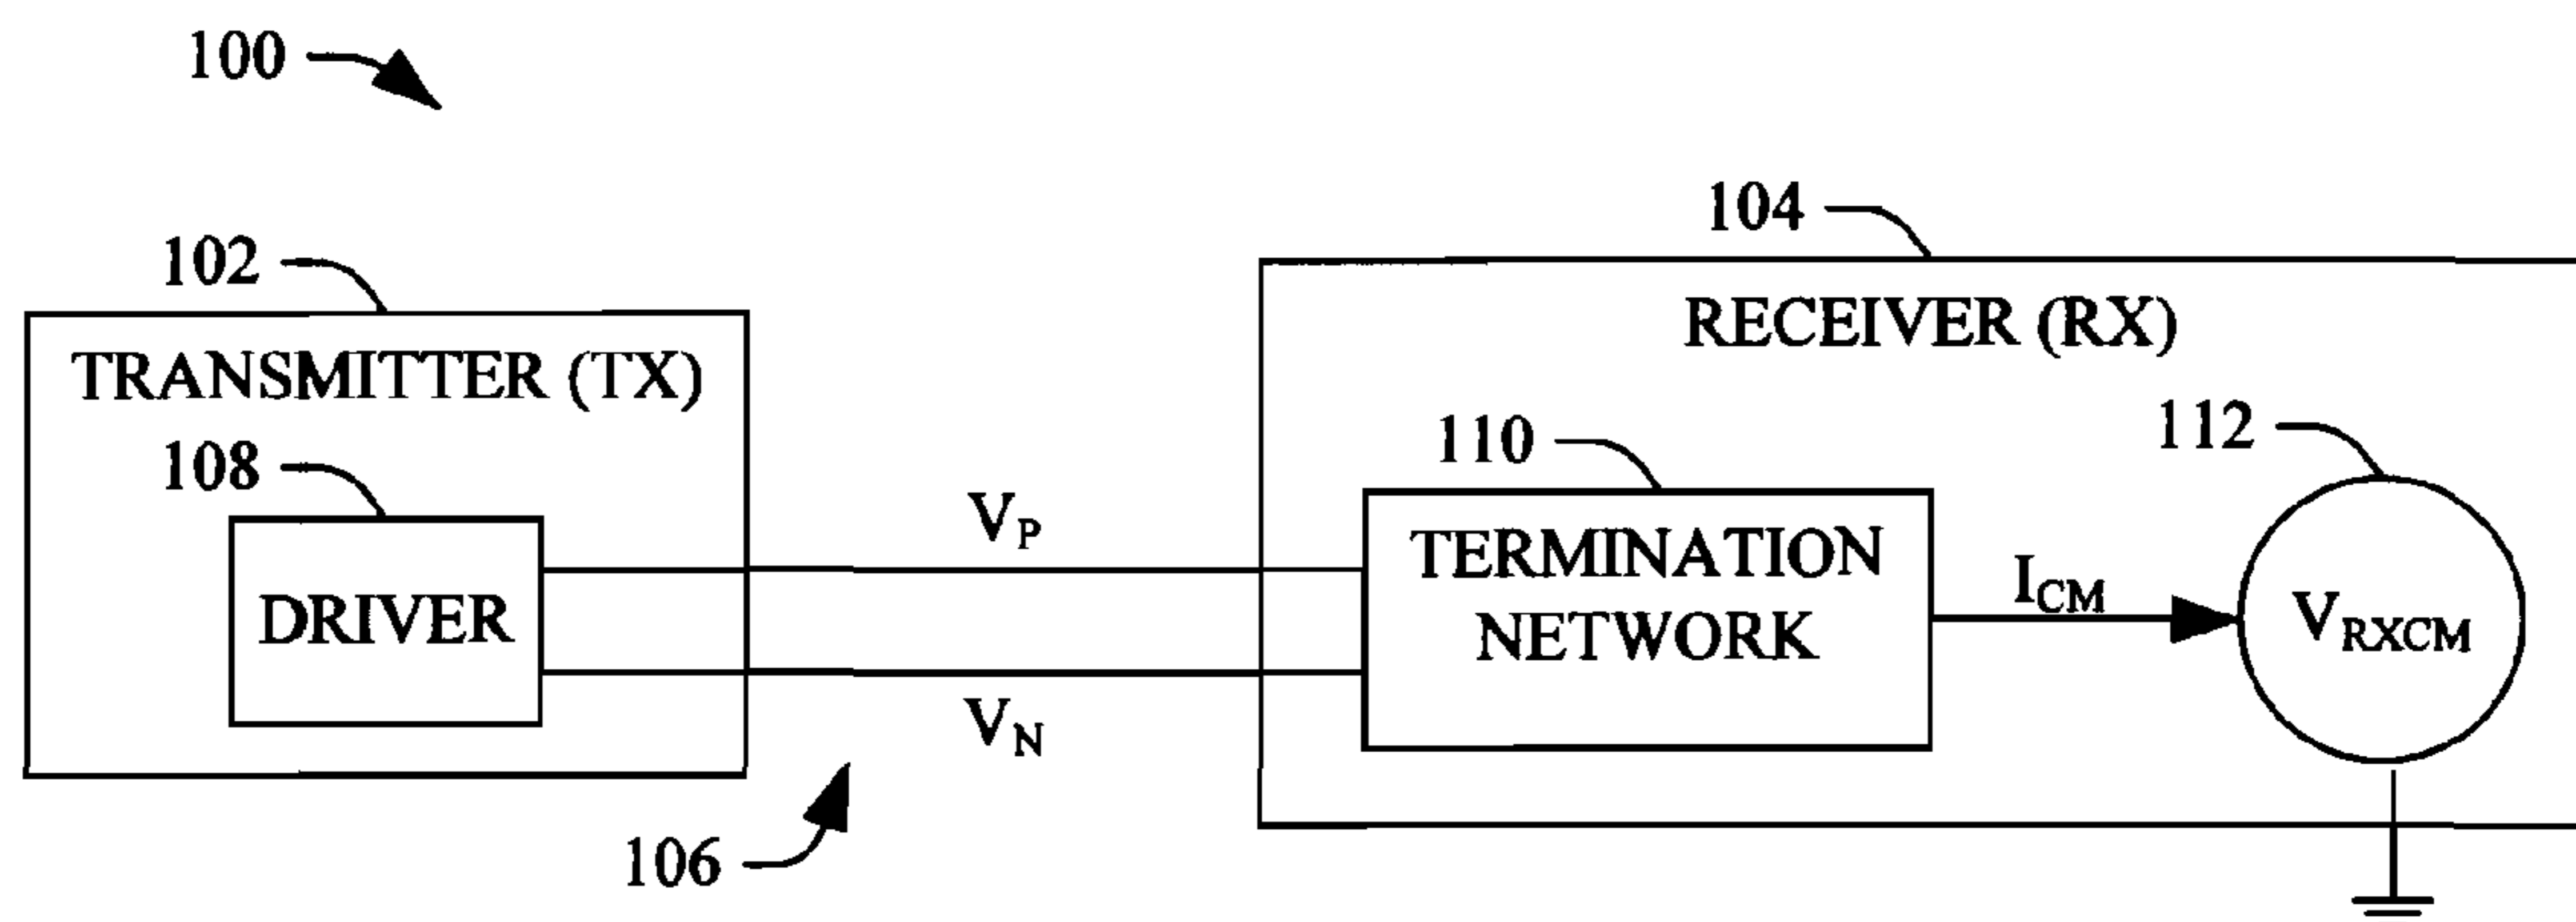 100
102
TRANSMITTER (TX)
108
DRIVER
V_P
V_N
106
104
RECEIVER (RX)
110
TERMINATION
NETWORK
I_CM
112
V_RXCM